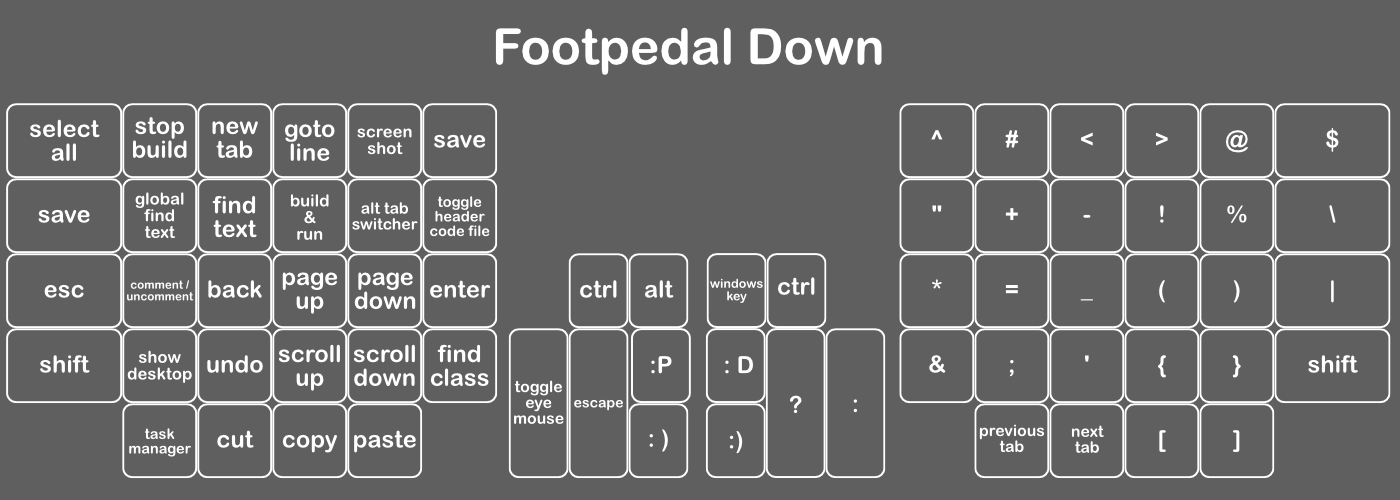 Footpedal Down
select
all
stop
build
new
tab
goto
line
screen
shot
save
^
#
<
>
@
$
save
global
find
text
find
text
build
&
run
alt tab
switcher
toggle
header
code file
"
+
-
!
%
\
esc
comment /
uncomment
back
page
up
page
down
enter
ctrl
alt
windows
key
ctrl
*
=
_
(
)
|
shift
show
desktop
undo
scroll
up
scroll
down
find
class
toggle
eye
mouse
escape
:P
: D
?
:
&
;
'
{
}
shift
task
manager
cut
copy
paste
: )
:)
previous
tab
next
tab
[
]